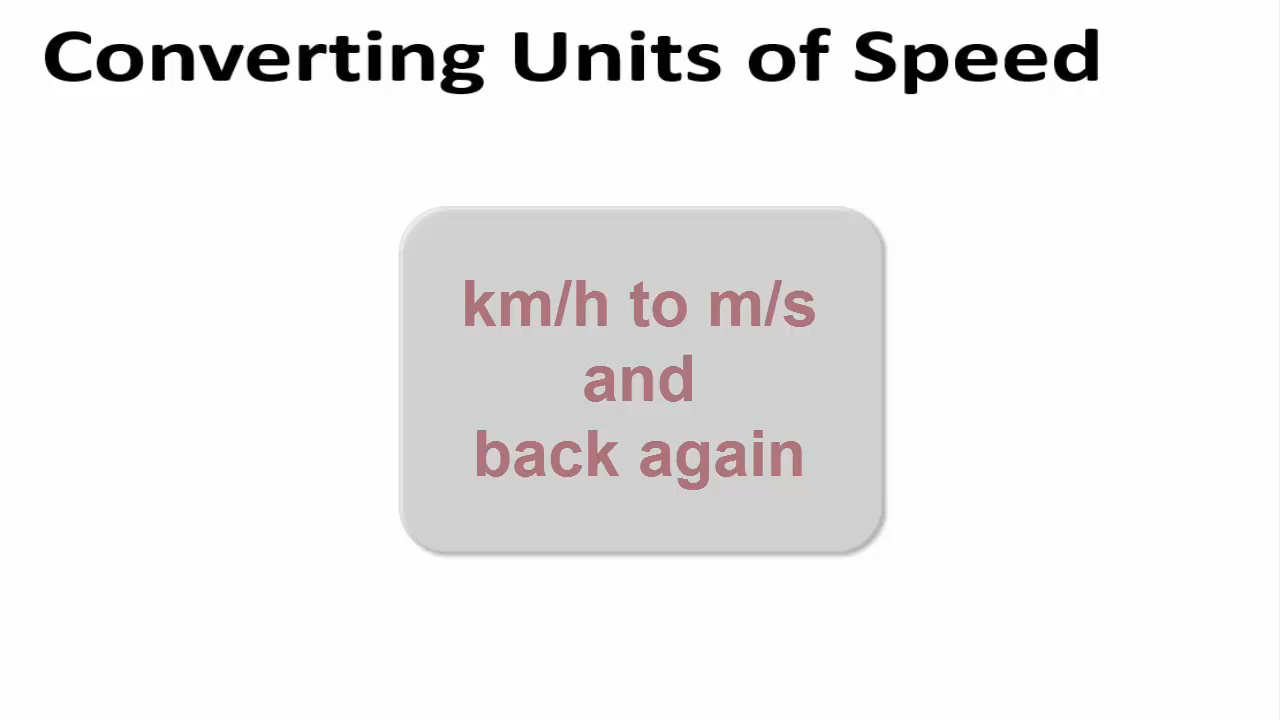 Converting Units of Speed
km/h to m/s
and
back again